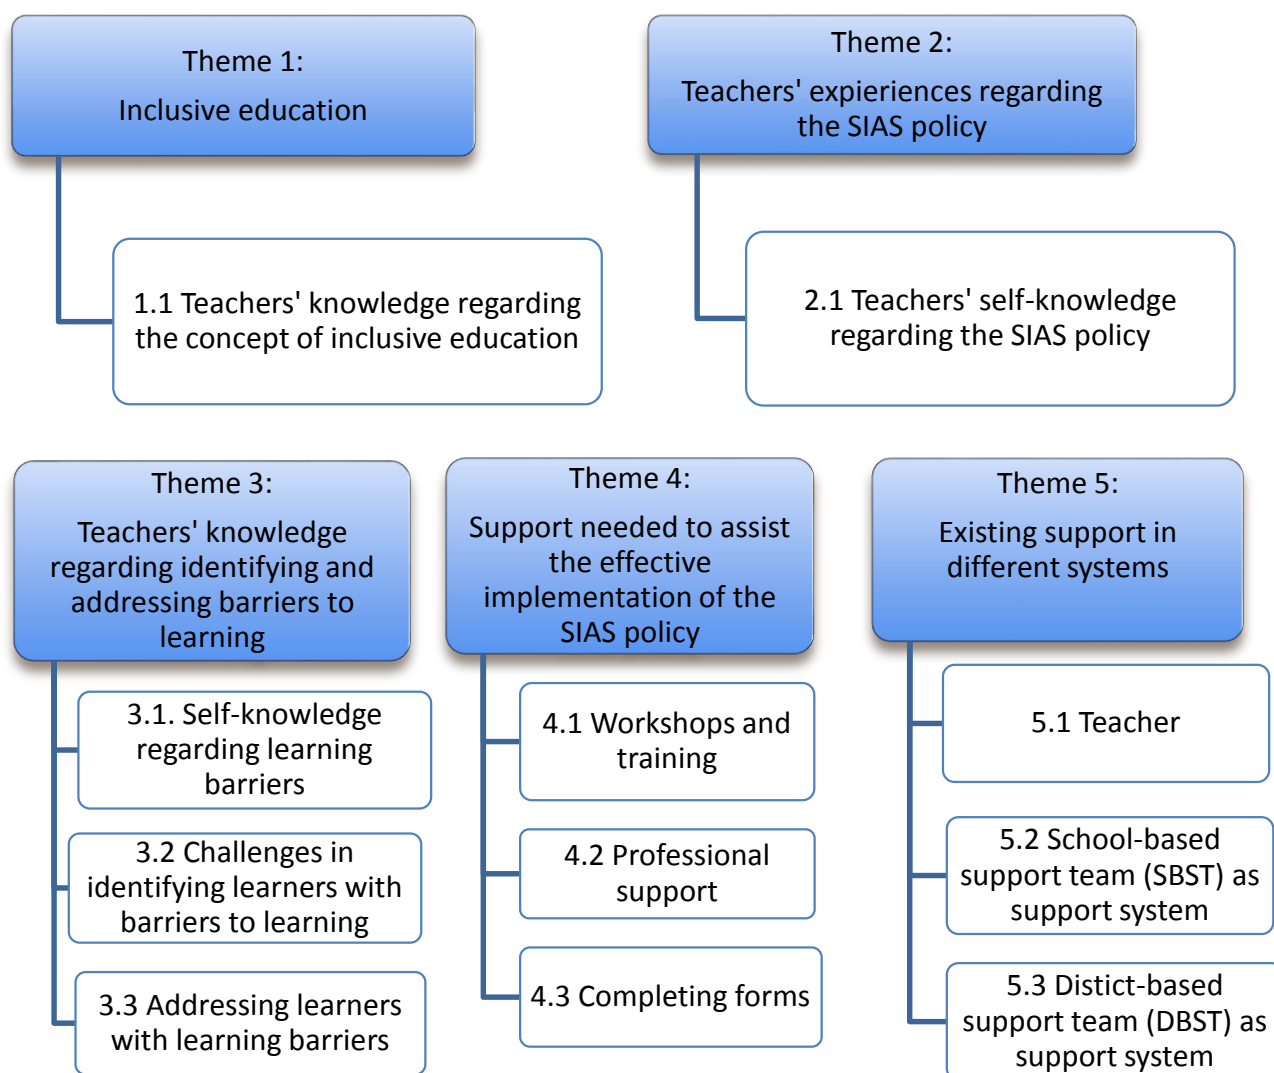 Theme 1:
Inclusive education
1.1 Teachers' knowledge regarding
the concept of inclusive education
Theme 2:
Teachers' expieriences regarding
the SIAS policy
2.1 Teachers' self-knowledge
regarding the SIAS policy
Theme 3:
Teachers' knowledge
regarding identifying and
addressing barriers to
learning
3.1. Self-knowledge
regarding learning
barriers
3.2 Challenges in
identifying learners with
barriers to learning
3.3 Addressing learners
with learning barriers
Theme 4:
Support needed to assist
the effective
implementation of the
SIAS policy
4.1 Workshops and
training
4.2 Professional
support
4.3 Completing forms
Theme 5:
Existing support in
different systems
5.1 Teacher
5.2 School-based
support team (SBST) as
support system
5.3 Distict-based
support team (DBST) as
support system